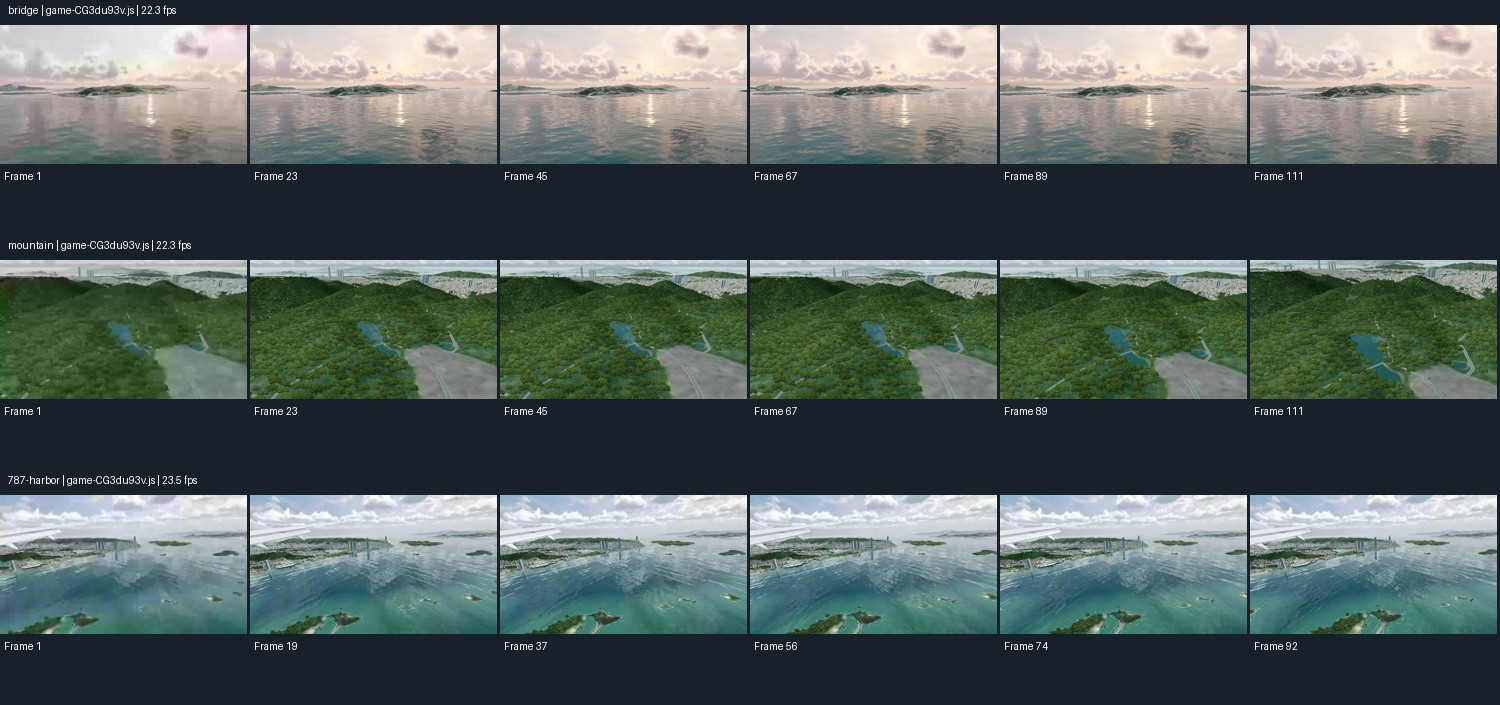 bridge | game-CG3du93v.js | 22.3 fps
Frame 1
Frame 23
Frame 45
Frame 67
Frame 89
Frame 111
mountain | game-CG3du93v.js | 22.3 fps
Frame 1
Frame 23
Frame 45
Frame 67
Frame 89
Frame 111
787-harbor | game-CG3du93v.js | 23.5 fps
Frame 1
Frame 19
Frame 37
Frame 56
Frame 74
Frame 92